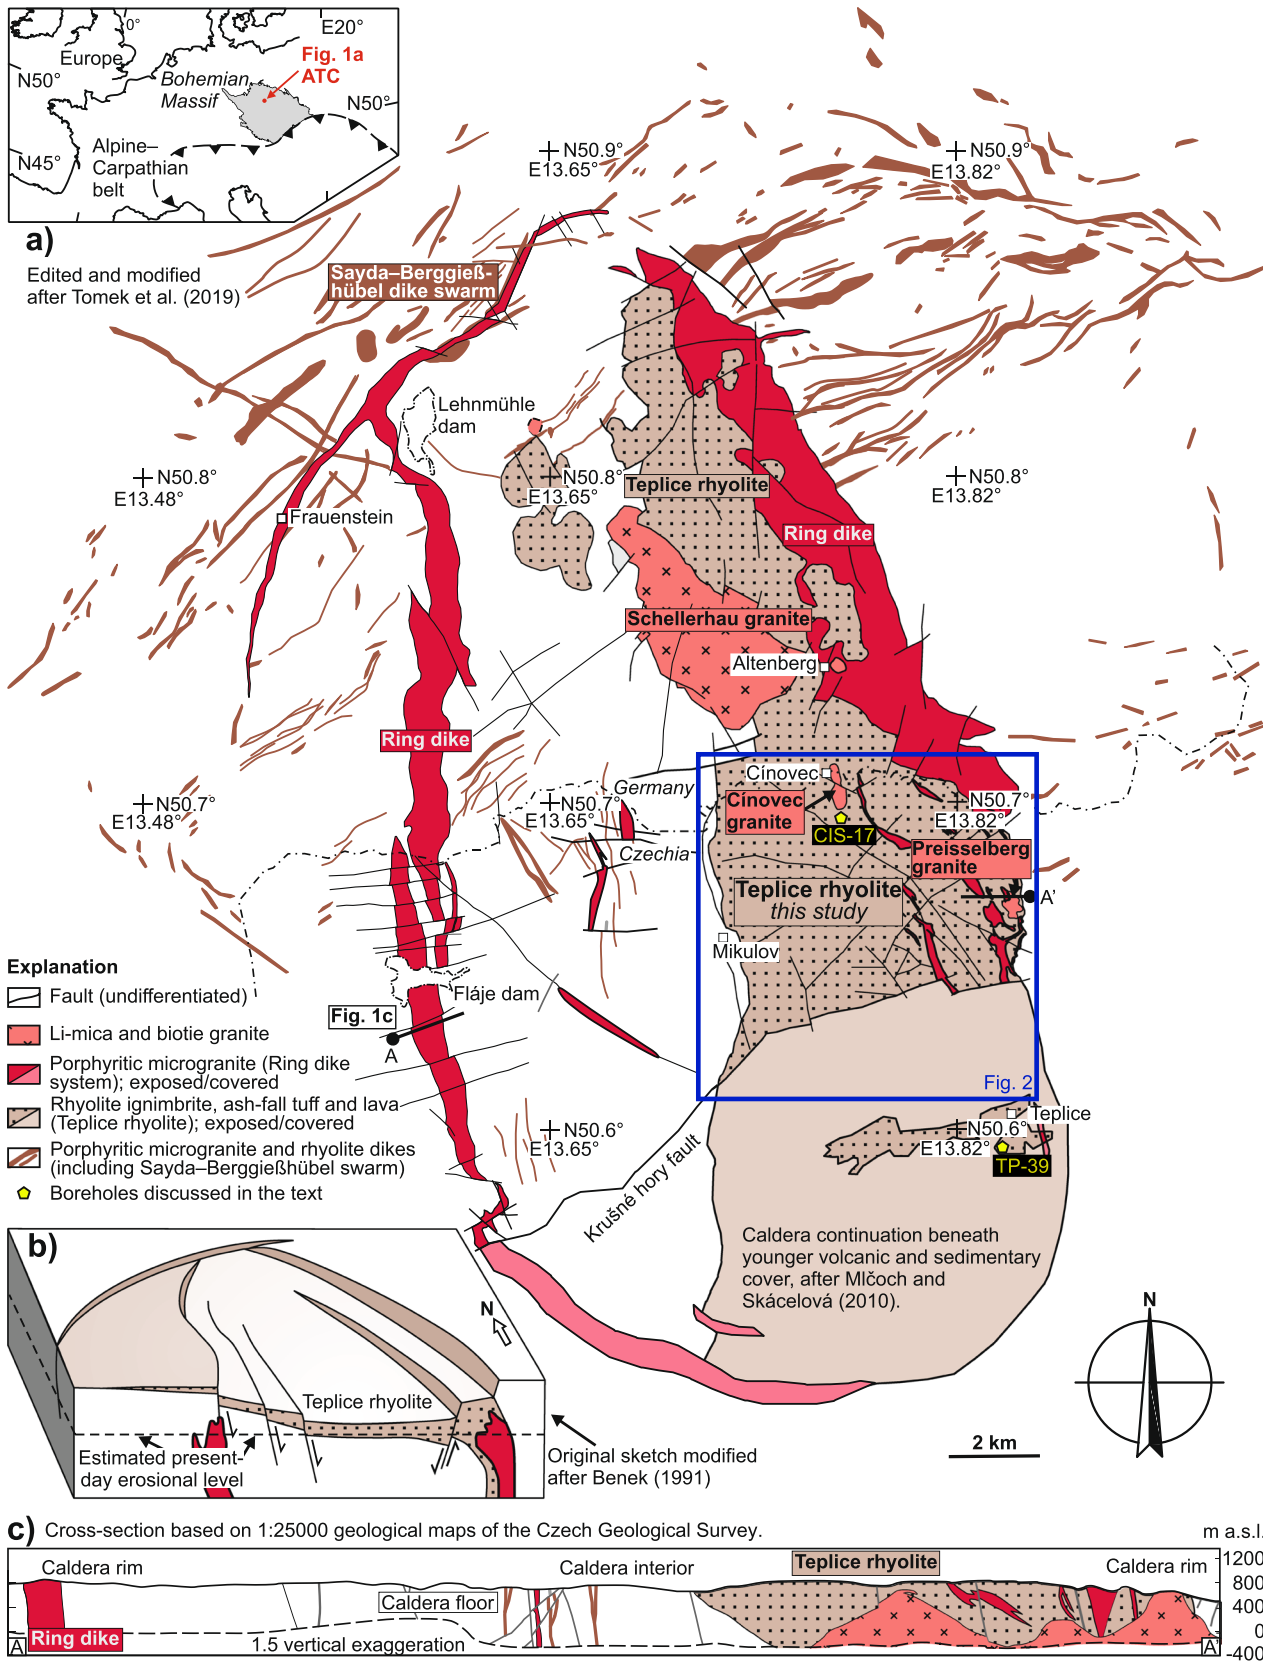 0°
E20°
Europe
Fig. 1a
ATC
N50°
Bohemian
Massif
N50°
Alpine–
Carpathian
belt
N45°
a)
Edited and modified
after Tomek et al. (2019)
N50.9°
E13.65°
N50.9°
E13.82°
Sayda–Berggieß-
hübel dike swarm
Lehnmühle
dam
N50.8°
E13.48°
N50.8°
E13.65°
N50.8°
E13.82°
Teplice rhyolite
Frauenstein
Ring dike
Schellerhau granite
Altenberg
Ring dike
Germany
Czechia
Cínovec
Cínovec
granite
CIS-17
N50.7°
E13.48°
N50.7°
E13.65°
N50.7°
E13.82°
Preisselberg
granite
Teplice rhyolite
this study
A'
Mikulov
Fláje dam
Fig. 1c
A
Fig. 2
Teplice
N50.6°
E13.65°
N50.6°
E13.82°
TP-39
Krušné hory fault
Caldera continuation beneath
younger volcanic and sedimentary
cover, after Mlčoch and
Skácelová (2010).
Explanation
Fault (undifferentiated)
Li-mica and biotie granite
Porphyritic microgranite (Ring dike
system); exposed/covered
Rhyolite ignimbrite, ash-fall tuff and lava
(Teplice rhyolite); exposed/covered
Porphyritic microgranite and rhyolite dikes
(including Sayda–Berggießhübel swarm)
Boreholes discussed in the text
b)
N
Teplice rhyolite
Estimated present-
day erosional level
Original sketch modified
after Benek (1991)
N
2 km
c) Cross-section based on 1:25000 geological maps of the Czech Geological Survey.
m a.s.l.
Caldera rim
Caldera interior
Teplice rhyolite
Caldera rim
1200
800
400
0
-400
Caldera floor
Ring dike
1.5 vertical exaggeration
A
A'